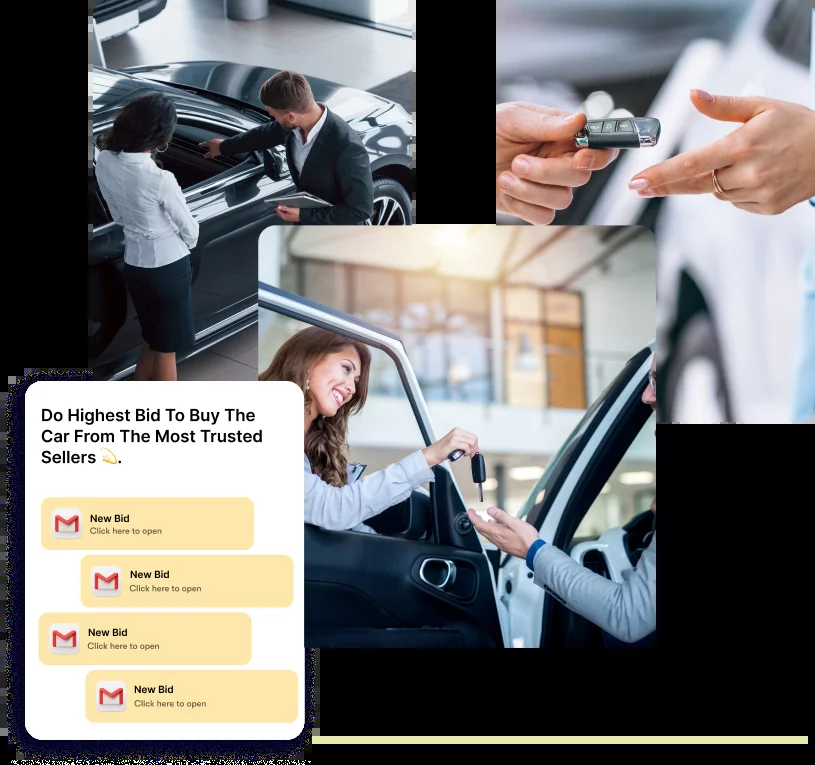 Do Highest Bid To Buy The
Car From The Most Trusted
Sellers 💫.
New Bid
Click here to open
New Bid
Click here to open
New Bid
Click here to open
New Bid
Click here to open